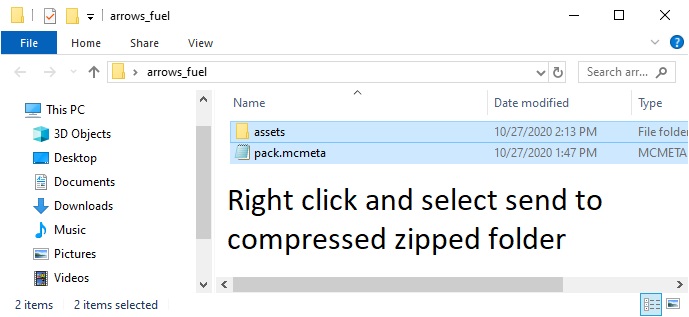 arrows_fuel
File
Home
Share
View
arrows_fuel
Search arr...
This PC
3D Objects
Desktop
Documents
Downloads
Music
Pictures
Videos
Name
Date modified
Type
assets
10/27/2020 2:13 PM
File folder
pack.mcmeta
10/27/2020 1:47 PM
MCMETA
Right click and select send to
compressed zipped folder
2 items
2 items selected